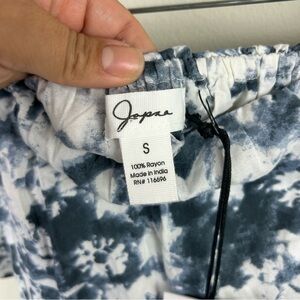 Japna
S
100% Rayon
Made in India
RN# 116696